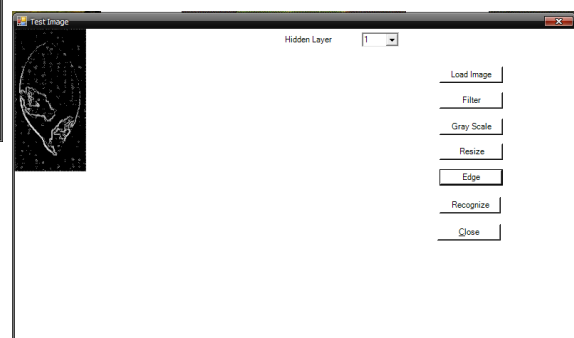 Test Image
Hidden Layer 1
Load Image
Filter
Gray Scale
Resize
Edge
Recognize
Close